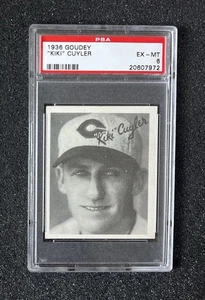 PSA
1936 GOUDEY
"KIKI" CUYLER
EX - MT
6
20607972
C
"Kiki" Cuyler